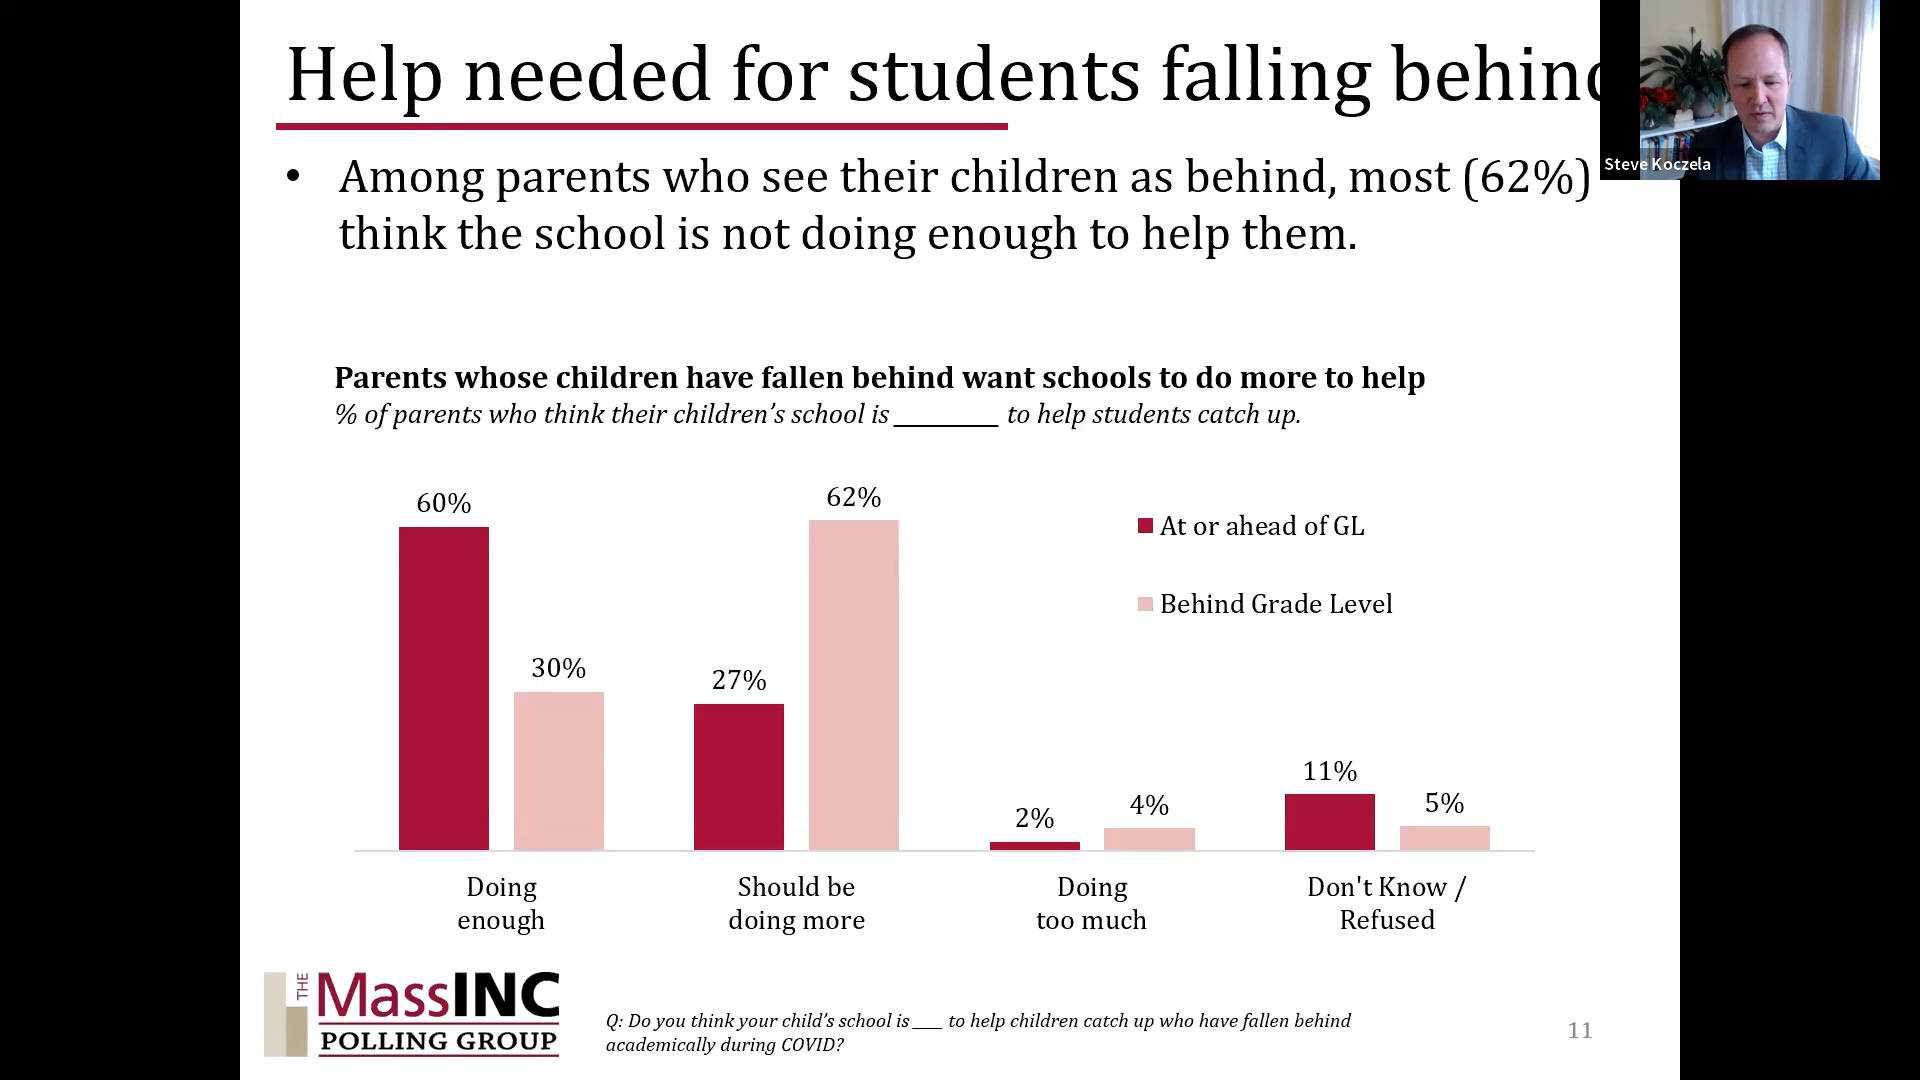 Help needed for students falling behind
Steve Koczela
• Among parents who see their children as behind, most (62%)
think the school is not doing enough to help them.
Parents whose children have fallen behind want schools to do more to help
% of parents who think their children’s school is ________ to help students catch up.
60%
30%
27%
62%
2%
4%
11%
5%
At or ahead of GL
Behind Grade Level
Doing
enough
Should be
doing more
Doing
too much
Don't Know /
Refused
THE
MassINC
POLLING GROUP
Q: Do you think your child’s school is ___ to help children catch up who have fallen behind
academically during COVID?
11